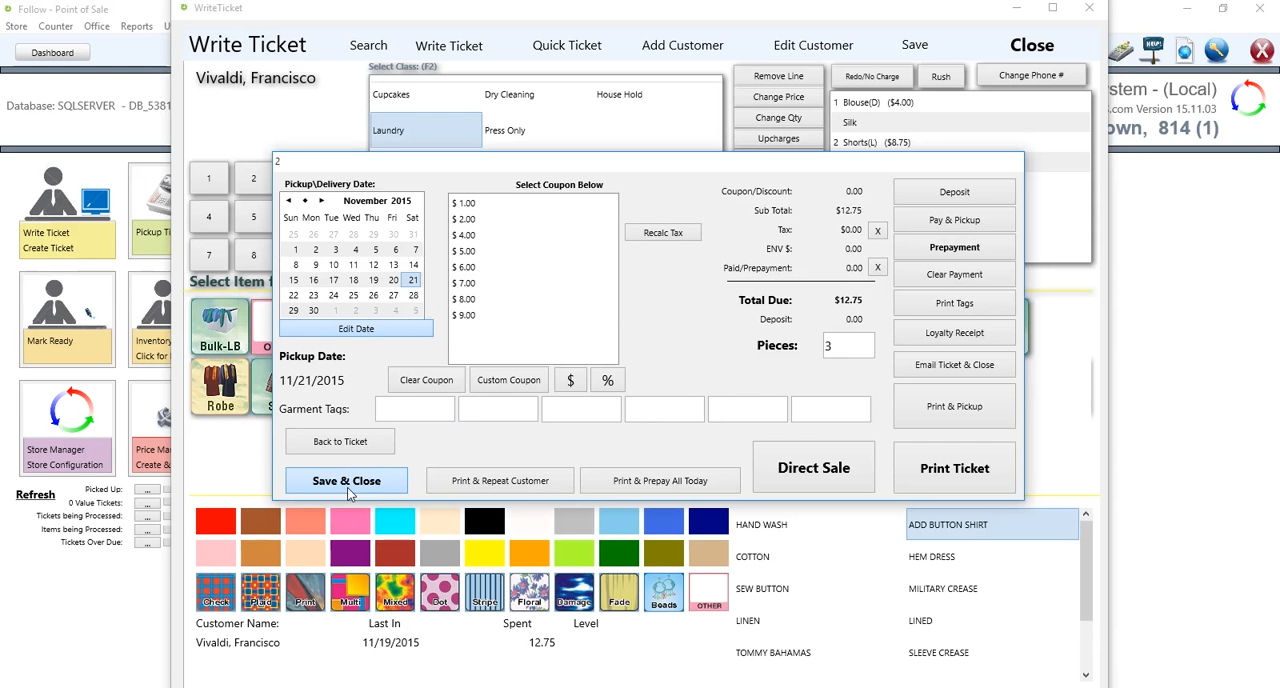 Follow - Point of Sale
WriteTicket
Store Counter Office Reports
Write Ticket Search Write Ticket Quick Ticket Add Customer Edit Customer Save Close
HELP!
Dashboard
Vivaldi, Francisco
Select Class: (F2)
Cupcakes Dry Cleaning House Hold
Laundry Press Only
Remove Line
Change Price
Change Qty
Upcharges
Redo/No Charge Rush Change Phone #
1 Blouse(D) ($4.00)
Silk
2 Shorts(L) ($8.75)
Database: SQLSERVER - DB_5381
stem - (Local)
s.com Version 15.11.03
own, 814 (1)
1 2
4 5
7 8
Select Item f
Bulk-LB
Robe
Write Ticket
Create Ticket
Pickup Ti
Mark Ready
Inventory
Click for
Store Manager
Store Configuration
Price Ma
Create &
Refresh
Picked Up: ...
0 Value Tickets: ...
Tickets being Processed: ...
Items being Processed: ...
Tickets Over Due: ...
2
Pickup\Delivery Date:
November 2015
Sun Mon Tue Wed Thu Fri Sat
25 26 27 28 29 30 31
1 2 3 4 5 6 7
8 9 10 11 12 13 14
15 16 17 18 19 20 21
22 23 24 25 26 27 28
29 30 1 2 3 4 5
Edit Date
Pickup Date:
11/21/2015
Select Coupon Below
$ 1.00
$ 2.00
$ 4.00
$ 5.00
$ 6.00
$ 7.00
$ 8.00
$ 9.00
Recalc Tax
Clear Coupon Custom Coupon $ %
Garment Tags:
Coupon/Discount: 0.00
Sub Total: $12.75
Tax: $0.00 X
ENV $: 0.00
Paid/Prepayment: 0.00 X
Total Due: $12.75
Deposit: 0.00
Pieces: 3
Deposit
Pay & Pickup
Prepayment
Clear Payment
Print Tags
Loyalty Receipt
Email Ticket & Close
Print & Pickup
Print Ticket
Back to Ticket
Save & Close Print & Repeat Customer Print & Prepay All Today Direct Sale
Check Plaid Print Multi Mixed Dot Stripe Floral Damage Fade Beads OTHER
HAND WASH ADD BUTTON SHIRT
COTTON HEM DRESS
SEW BUTTON MILITARY CREASE
LINEN LINED
TOMMY BAHAMAS SLEEVE CREASE
Customer Name: Last In Spent Level
Vivaldi, Francisco 11/19/2015 12.75